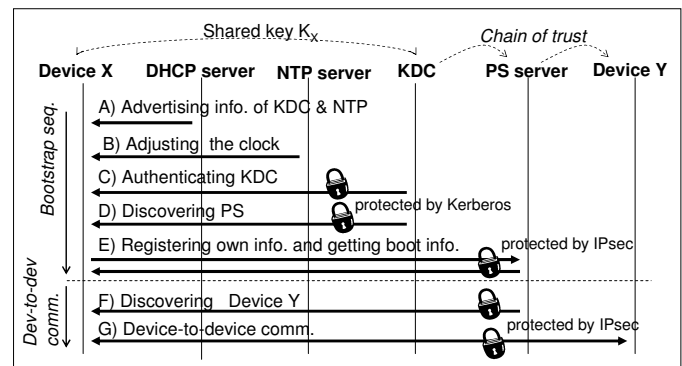 Shared key KX
Chain of trust
Device X DHCP server NTP server KDC PS server Device Y
Bootstrap seq.
A) Advertising info. of KDC & NTP
B) Adjusting the clock
C) Authenticating KDC
D) Discovering PS
protected by Kerberos
E) Registering own info. and getting boot info.
protected by IPsec
Dev-to-dev
comm.
F) Discovering Device Y
G) Device-to-device comm.
protected by IPsec